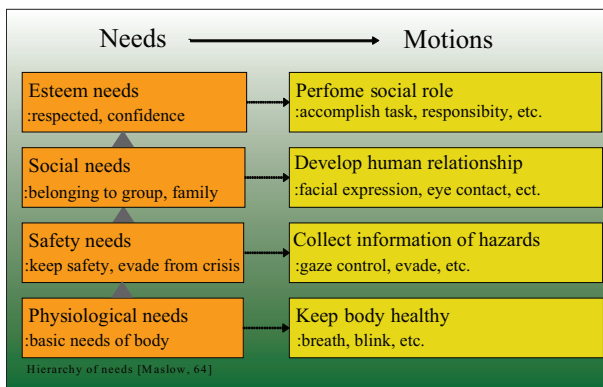 Needs
Motions
Esteem needs
:respected, confidence
Perfome social role
:accomplish task, responsibity, etc.
Social needs
:belonging to group, family
Develop human relationship
:facial expression, eye contact, ect.
Safety needs
:keep safety, evade from crisis
Collect information of hazards
:gaze control, evade, etc.
Physiological needs
:basic needs of body
Keep body healthy
:breath, blink, etc.
Hierarchy of needs [Maslow, 64]